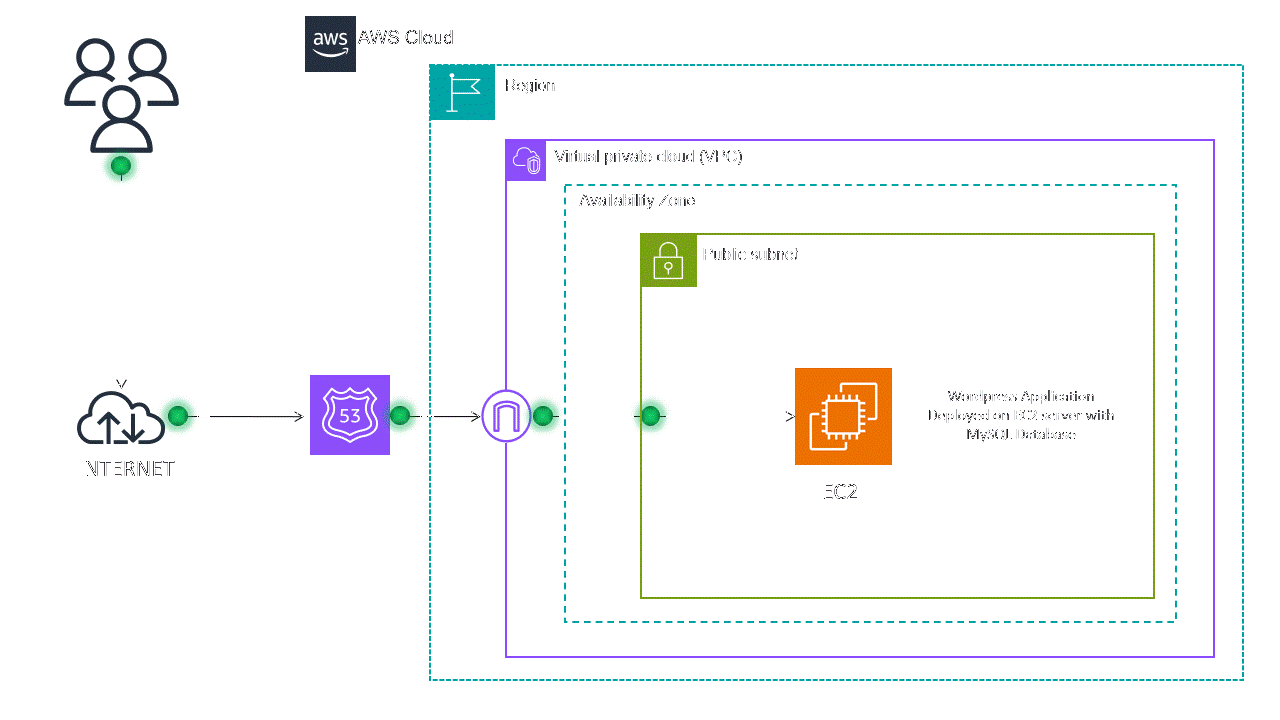 aws
AWS Cloud
Region
Virtual private cloud (VPC)
Availability Zone
Public subnet
53
Wordpress Application
Deployed on EC2 server with
MySQL Database
NTERNET
EC2